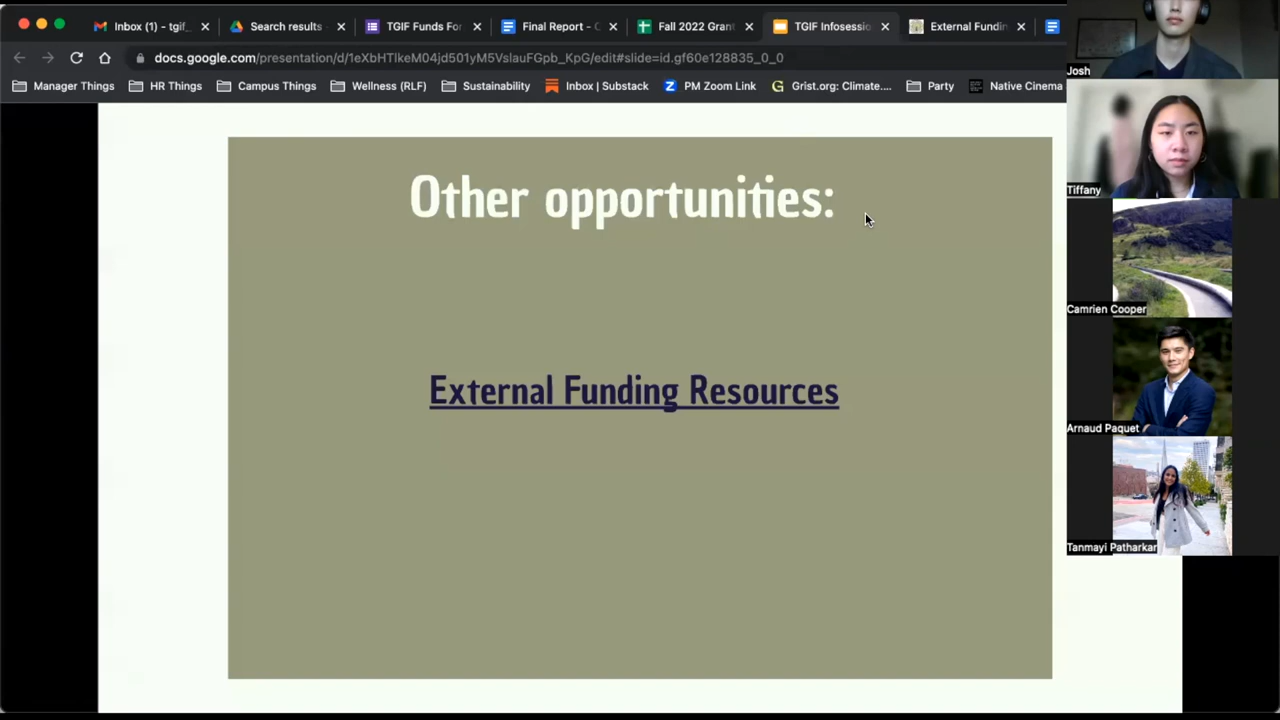 Inbox (1) - tgif_
Search results
TGIF Funds For
Final Report - C
Fall 2022 Grant
TGIF Infosessio
External Fundin
docs.google.com/presentation/d/1eXbHTlkeM04jd501yM5VslauFGpb_KpG/edit#slide=id.gf60e128835_0_0
Manager Things
HR Things
Campus Things
Wellness (RLF)
Sustainability
Inbox | Substack
PM Zoom Link
Grist.org: Climate....
Party
Native Cinema
Other opportunities:
External Funding Resources
Josh
Tiffany
Camrien Cooper
Arnaud Paquet
Tanmayi Patharkar